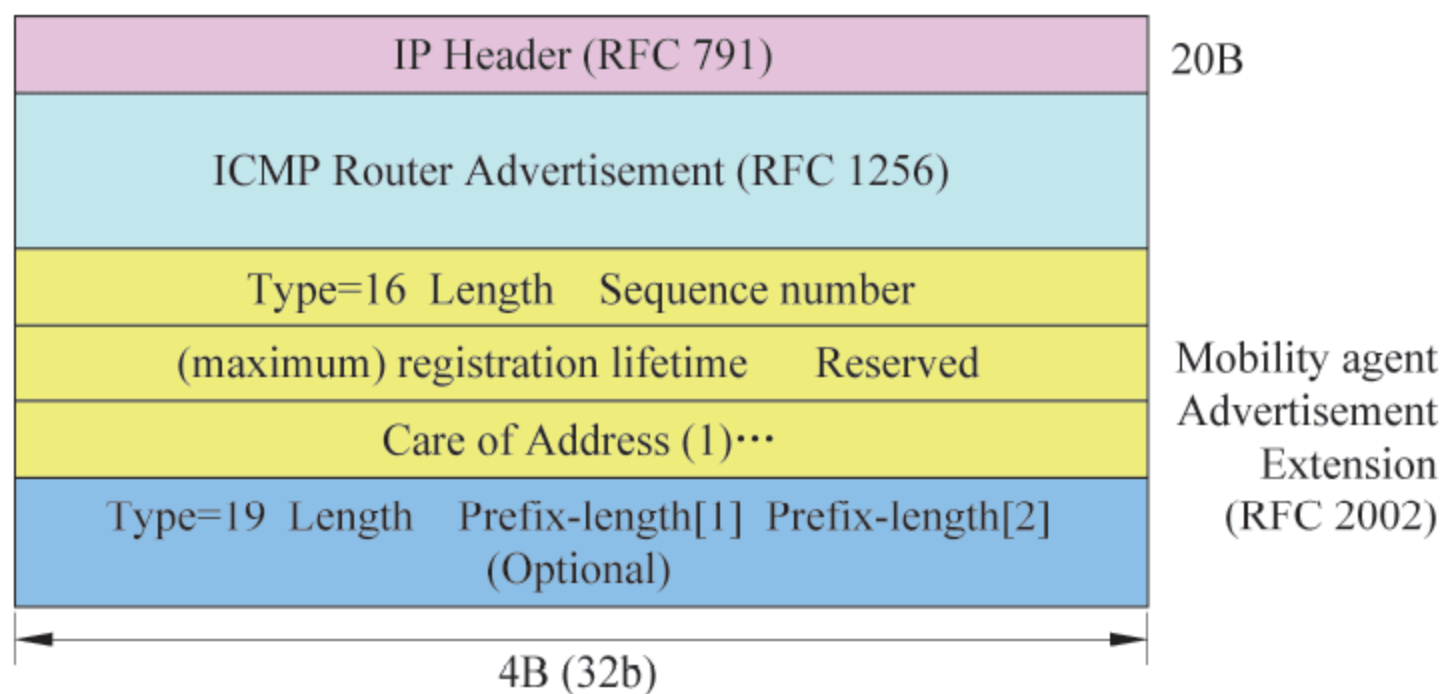 IP Header (RFC 791)
20B
ICMP Router Advertisement (RFC 1256)
Type=16 Length Sequence number
(maximum) registration lifetime Reserved
Care of Address (1)···
Type=19 Length Prefix-length[1] Prefix-length[2]
(Optional)
Mobility agent
Advertisement
Extension
(RFC 2002)
4B (32b)